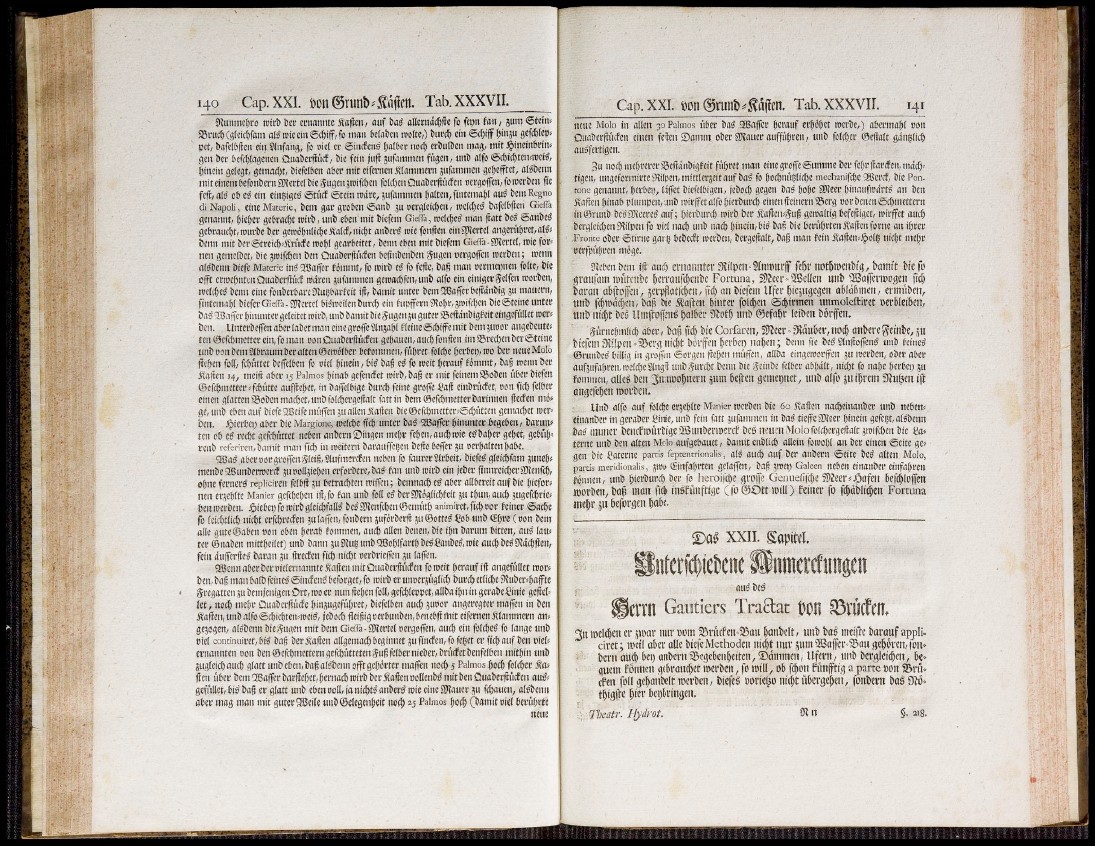 140 Cap. XXI. von Grund-Kästen. Tab. XXXVII.
Nunmehro wird der ernannte Kasten, auf das allernächste so seyn kan, zum Stein-
Bruch (gleichsam als wie ein Schiff, so man beladen wolte,) durch ein Schiff hinzu geschlep-
pet, daselbsten ein Anfang, so viel er Sinckens halber noch erdulden mag, mit Hineinbrin-
gen der beschlagenen Quaderstück, die fein just zusammen fügen, und also Schichten-weis,
hinein gelegt, gemacht, dieselben aber mit eisernen Klammern zusammen gehefftet, alsdenn
mit einem besondern Mertel die Fugen zwischen solchen Quaderstücken vergossen, so werden sie
fest, als ob es ein eintziges Stück Stein wäre, zusammen halten, sintemahl aus dem Regno
di Napoli, eine Materie, dem gar groben Sand zu vergleichen, welches daselbsten Giessa
genannt, hieher gebracht wird, und eben mit diesem Giessa, welches man statt des Sandes
gebraucht, wurde der gewöhnliche Kalck, nicht anders wie sonsten ein Mertel angerühret, als-
denn mit der Streich-Krücke wohl gearbeitet, denn eben mit diesem Giessa-Mertel, wie vor-
nen gemeldet, die zwischen den Quaderstücken befindenden Fugen vergossen werden; wenn
alsdenn diese Materie ins Wasser kömmt, so wird es so feste, daß man vermeynen solte, die
offt erwehnten Quaderstück wären zusammen gewachsen, und also ein einiger Felsen worden,
welches denn eine sonderbare Nutzbarkeit ist, damit unter dem Wasser beständig zu mauern,
sintemahl dieser Giessa-Mertel bisweilen durch ein kupffern Rohr, zwischen die Steine unter
das Wasser hinunter geleitet wird, und damit die Fugen zu guter Beständigkeit eingefüllet wer-
den. Unterdessen aber ladet man eine grosse Anzahl kleine Schiffe mit dem zuvor angedeute-
ten Geschmetter ein, so man von Quaderstücken gehauen, auch sonsten im Brechen der Steine
und von dem Abraum der alten Gewölber bekommen, führet solche herbey, wo der neue Molo
stehen soll, schüttet desselben so viel hinein, bis daß es so weit herauf kömmt, daß wenn der
Kasten 14, meist aber 15 Palmos hinab gesencket wird, daß er mit seinem Boden über diesen
Geschmetter-schütte aufstehet, in dasselbige durch seine grosse Last eindrücket, von sich selber
einen glatten Boden machet, und solchergestalt satt in dem Geschmetter darinnen stecken mö-
ge, und eben auf diese Weise müssen zu allen Kasten die Geschmetter-Schütten gemachet wer-
den. Hierbey aber die Margione, welche sich unter das Wasser hinunter begeben, darun-
ten ob es recht geschüttet neben andern Dingen mehr sehen, auch wie es daher gehet, gebüh-
rend referiren, damit man sich in weitern daraufsetzen desto besser zu verhalten habe.
Was aber vor grossen Fleiß, Aufmercken neben so saurer Arbeit, dieses gleichsam zuneh-
mende Wunderwerck zu vollziehen erfordere, das kan und wird ein jeder sinnreicher Mensch,
ohne ferners repliciren selbst zu betrachten wissen; demnach es aber allbereit auf die hiefor-
nen erzehlte Manier geschehen ist, so kan und soll es der Möglichkeit zu thun, auch zugeschrie-
ben werden. Hiebey so wird gleichfalls des Menschen Gemüth animiret, sich vor keiner Sache
so leichtlich nicht erschrecken zu lassen, sondern zuförderst zu Gottes Lob und Ehre (von dem
alle gute Gaben von oben herab kommen, auch allen denen, die ihn darum bitten, aus lau-
ter Gnaden mittheilet) und dann zu Nutz und Wohlfarth des Landes, wie auch des Nächsten,
sein äusserstes daran zu strecken sich nicht verdriessen zu lassen.
Wenn aber der vielernannte Kasten mit Quaderstücken so weit herauf ist angefüllet wor-
den, daß man bald seines Sinckens besorget, so wird er unverzüglich durch etliche Ruder-haffte
Fregatten zu demjenigen Ort, wo er nun stehen soll, geschleppet, allda ihn in gerade Linie gestel-
let, noch mehr Quaderstücke hinzugeführet, dieselben auch zuvor angeregter massen in den
Kasten, und also Schichten-weis, jedoch fleißig verbunden, benebst mit eisernen Klammern an-
gezogen, alsdenn die Fugen mit dem Giessa-Mertel vergossen, auch ein solches so lange und
viel continuiret, bis daß der Kasten allgemach beginnet zu sincken, so setzet er sich auf den viel-
ernannten von den Geschmettern geschütteten Fuß selber nieder, drücket denselben mithin und
zugleich auch glatt und eben, daß alsdenn offt gehörter massen noch 5 Palmos hoch solcher Ka-
sten über dem Wasser darstehet, hernach wird der Kasten vollends mit den Quaderstücken aus-
gefüllet, bis daß er glatt und eben voll, ja nichts anders wie eine Mauer zu schauen, alsdenn
aber mag man mit guter Weile und Gelegenheit noch 25 Palmos hoch (damit viel berührtt
neue
Cap. XXI. von Grund-Kästen. Tab. XXXVII. 141
neue Molo in allen 30 Palmos über das Wasser herauf erhöhet werde,) abermahl von
Quaderstücken einen festen Damm oder Mauer aufführen, und solcher Gestalt gäntzlich
ausfertigen.
Zu noch mehrerer Beständigkeit führet man eine grosse Summe der sehr starcken, mäch-
tigen, ungeformirte Rilpen, mittlerzeit auf das so hochnützliche mechanische Werck, die Pon-
tone genannt, herbey, lässet dieselbigen, jedoch gegen das hohe Meer hinauswärts an den
Kästen hinab plumpen, und wirffet also hierdurch einen steinern Berg vor denen Schmettern
in Grund des Meeres auf; hierdurch wird der Kasten-Fuß gewaltig befestiget, wirffet auch
dergleichen Rilpen so viel nach und nach hinein, bis daß die berührten Kasten forne an ihrer
Fronte oder Stirne gartz bedeckt werden, dergestalt, daß man kein Kasten-Holtz nicht mehr
verspühren möge.
Neben dem ist auch ernannter Rilpen-Anwurff sehr nothwendig, damit die so
grausam wütende herrauschende Fortuna, Meer-Wellen und Wasserwogen sich
daran abstossen, zerpflatschen, sich an diesem Ufer hiezugegen ablähmen, ermüden,
und schwächen, daß die Kasten hinter solchen Schirmen unmolestiret verbleiben,
und nicht des Umstossens halber Noth und Gefahr leiden dörffen.
Fürnehmlich aber, daß sich die Corsaren, Meer-Räuber, noch andere Feinde, zu
diesem Rilpen-Berg nicht dörffen herbey nahen; denn sie des Anstossens und keines
Grundes billig in grossen Sorgen stehen müssen, allda eingeworffen zu werden, oder aber
aufzufahren, welche Angst und Furcht denn die Feinde selber abhält, nicht so nahe herbey zu
kommen, alles den Inwohnern zum besten gemeynet, und also zu ihrem Nutzen ist
angesehen worden.
Und also auf solche erzehlte Manier werden die 60 Kasten nacheinander und neben-
einander in gerader Linie, und fein satt zusammen in das tieffe Meer hinein gesetzt, alsdenn
das immer denckwürdige Wunderwerck des neuen Molo solchergestalt zwischen die La-
terne und den alten Molo aufgebauet, damit endlich allein sowohl an der einen Seite ge-
gen die Laterne partis septentrionalis, als auch auf der andern Seite des alten Molo,
partis meridionalis, zwo Einfahrten gelassen, daß zwey Galeen neben einander einfahren
können, und hierdurch der so heroische grosse Genuesische Meer-Hafen beschlossen
worden, daß man sich inskünftige (so GOtt will) keiner so schädlichen Fortuna
mehr zu besorgen habe.
Das XXII. Capitel.
Unterschiedene Anmerckungen
aus des
Herrn Gautiers Tractat von Brücken.
In welchen er zwar nur vom Brücken-Bau handelt, und das meiste darauf appli-
ciret; weil aber alle diese Methoden nicht nur zum Wasser-Bau gehören, son-
dern auch bey andern Begebenheiten, Dämmen, Ufern, und dergleichen, be-
quem können gebrauchet werden, so will, ob schon künfftig a parte von Brü-
cken soll gehandelt werden, dieses vorietzo nicht übergehen, sondern das Nö-
thigste hier beybringen.
Theatr. Hydrot. N n §. 218.